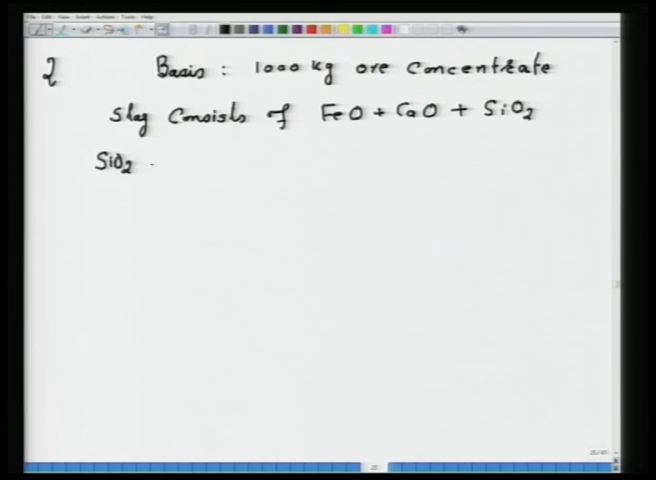 2 Basis : 1000 kg ore concentrate
Slag consists of FeO + CaO + SiO2
SiO2 -